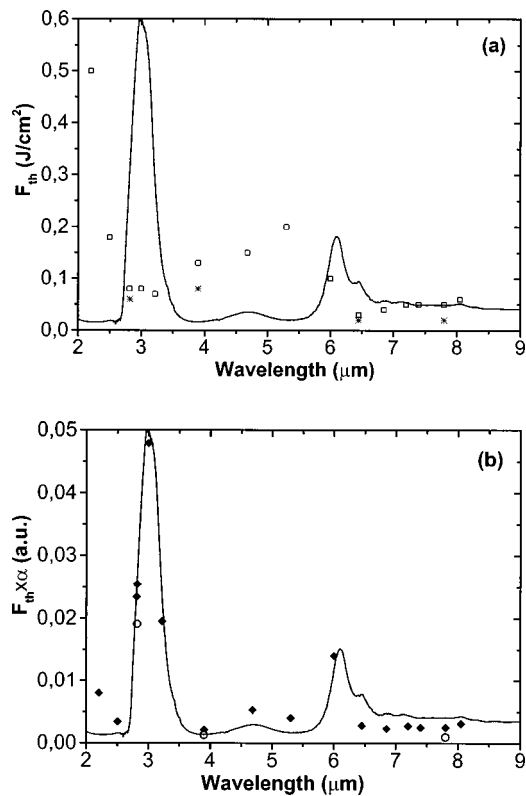 (a)
0,6
0,5
0,4
0,3
0,2
0,1
0,0
F_th (J/cm²)
2 3 4 5 6 7 8 9
Wavelength (μm)
(b)
0,05
0,04
0,03
0,02
0,01
0,00
F_th xα (a.u.)
2 3 4 5 6 7 8 9
Wavelength (μm)